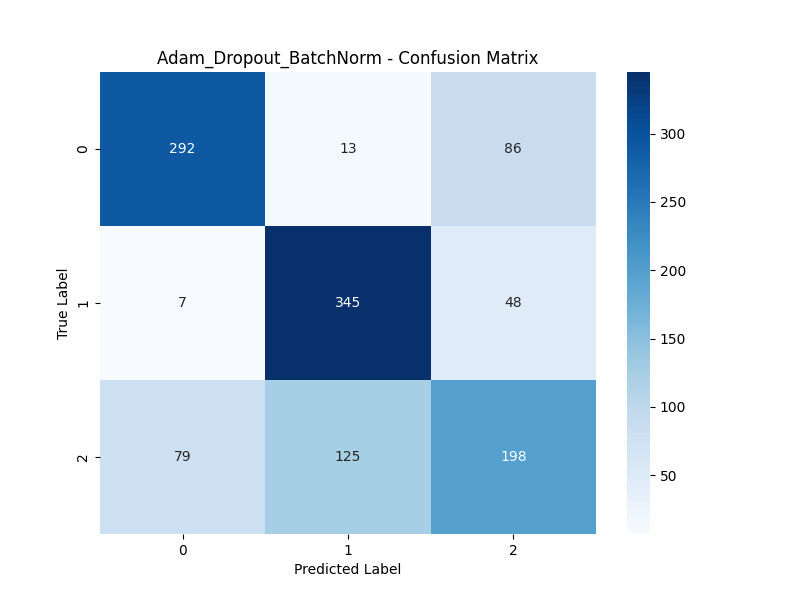 Adam_Dropout_BatchNorm - Confusion Matrix
0 292 13 86
1 7 345 48
2 79 125 198
0 1 2
True Label
Predicted Label
300
250
200
150
100
50